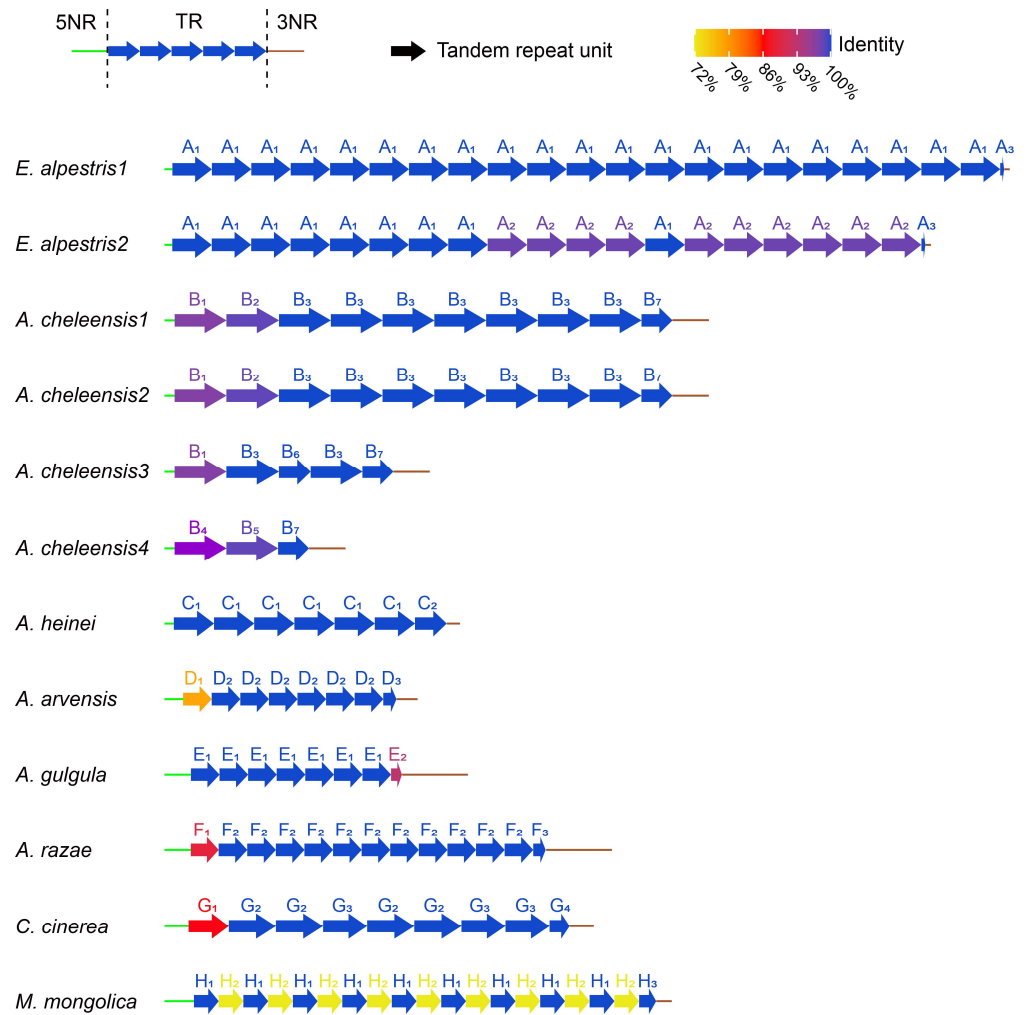 5NR TR 3NR
Tandem repeat unit
Identity
72% 79% 86% 93% 100%
A₁ A₁ A₁ A₁ A₁ A₁ A₁ A₁ A₁ A₁ A₁ A₁ A₁ A₁ A₁ A₁ A₁ A₁ A₁ A₁ A₁ A₃
E. alpestris1
A₁ A₁ A₁ A₁ A₁ A₁ A₁ A₁ A₂ A₂ A₂ A₂ A₁ A₂ A₂ A₂ A₂ A₂ A₂ A₃
E. alpestris2
B₁ B₂ B₃ B₃ B₃ B₃ B₃ B₃ B₃ B₇
A. cheleensis1
B₁ B₂ B₃ B₃ B₃ B₃ B₃ B₃ B₃ B₇
A. cheleensis2
B₁ B₃ B₆ B₃ B₇
A. cheleensis3
B₄ B₅ B₇
A. cheleensis4
C₁ C₁ C₁ C₁ C₁ C₁ C₂
A. heinei
D₁ D₂ D₂ D₂ D₂ D₂ D₂ D₃
A. arvensis
E₁ E₁ E₁ E₁ E₁ E₁ E₁ E₂
A. gulgula
F₁ F₂ F₂ F₂ F₂ F₂ F₂ F₂ F₂ F₂ F₂ F₂ F₃
A. razae
G₁ G₂ G₂ G₃ G₂ G₂ G₃ G₃ G₄
C. cinerea
H₁ H₂ H₁ H₂ H₁ H₂ H₁ H₂ H₁ H₂ H₁ H₂ H₁ H₂ H₁ H₂ H₁ H₂ H₃
M. mongolica